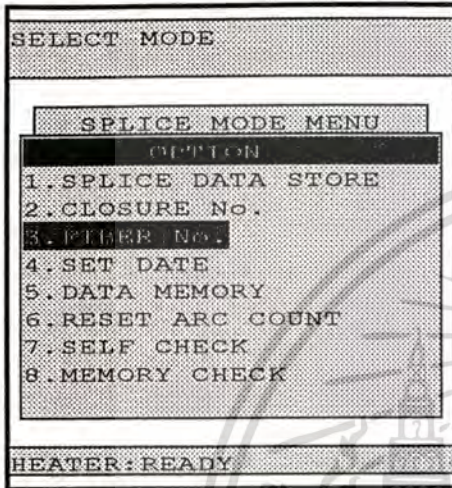 SELECT MODE
SPLICE MODE MENU
OPTION
1.SPLICE DATA STORE
2.CLOSURE No.
3.FIBER No.
4.SET DATE
5.DATA MEMORY
6.RESET ARC COUNT
7.SELF CHECK
8.MEMORY CHECK
HEATER:READY